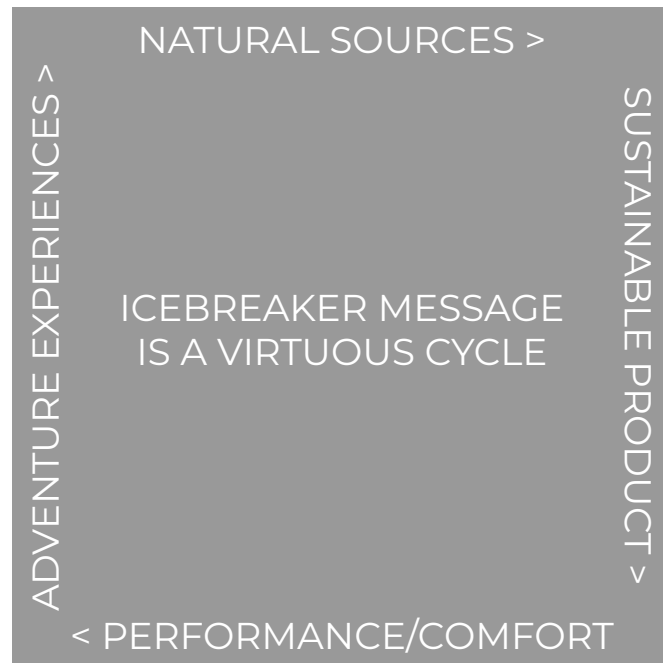 NATURAL SOURCES >
SUSTAINABLE PRODUCT >
< PERFORMANCE/COMFORT
ADVENTURE EXPERIENCES >
ICEBREAKER MESSAGE
IS A VIRTUOUS CYCLE